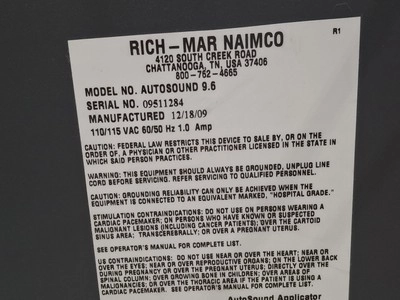 RICH-MAR NAIMCO
R1
4120 SOUTH CREEK ROAD
CHATTANOOGA, TN, USA 37406
800-762-4665
MODEL NO. AUTOSOUND 9.6
SERIAL NO. 09511284
MANUFACTURED 12/18/09
110/115 VAC 60/50 Hz 1.0 Amp
CAUTION: FEDERAL LAW RESTRICTS THIS DEVICE TO SALE BY, OR ON THE
ORDER OF, A PHYSICIAN OR OTHER PRACTITIONER LICENSED IN THE STATE IN
WHICH SAID PERSON PRACTICES.
WARNING: THIS EQUIPMENT SHOULD ALWAYS BE GROUNDED, UNPLUG LINE
CORD BEFORE SERVICING. REFER SERVICING TO QUALIFIED PERSONNEL.
CAUTION: GROUNDING RELIABILITY CAN ONLY BE ACHIEVED WHEN THE
EQUIPMENT IS CONNECTED TO AN EQUIVALENT MARKED, "HOSPITAL GRADE."
STIMULATION CONTRAINDICATIONS: DO NOT USE ON PERSONS WEARING A
CARDIAC PACEMAKER; ON PERSONS WHO HAVE KNOWN OR SUSPECTED
MALIGNANT LESIONS (INCLUDING CANCER PATIENTS); OVER THE CARTOID
SINUS AREA; TRANSCEREBRALLY; OR OVER A PREGNANT UTERUS.
SEE OPERATOR'S MANUAL FOR COMPLETE LIST.
US CONTRAINDICATIONS: DO NOT USE NEAR OR OVER THE HEART; NEAR OR
OVER THE EYES; NEAR OR OVER REPRODUCTIVE ORGANS; ON THE LOWER BACK
DURING PREGNANCY OR OVER THE PREGNANT UTERUS; DIRECTLY OVER THE
SPINAL COLUMN; OVER GROWING BONE IN CHILDREN; OVER AREAS OF
MALIGNANCIES; OR OVER THE THORACIC AREA IF THE PATIENT IS USING A
CARDIAC PACEMAKER. SEE OPERATOR'S MANUAL FOR COMPLETE LIST.
AutoSound Applicator